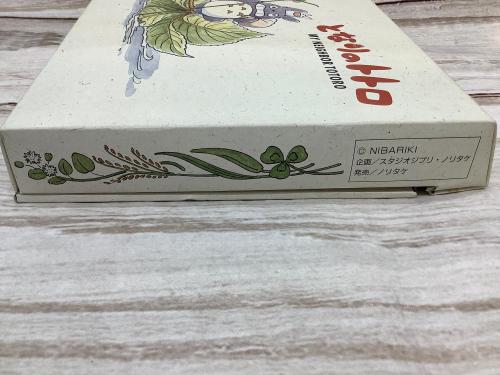 となりのトトロ
MY NEIGHBOR TOTORO
© NIBARIKI
企画／スタジオジブリ・ノリタケ
発売／ノリタケ